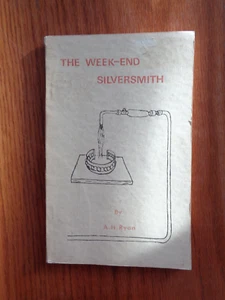 THE WEEK-END
SILVERSMITH
by